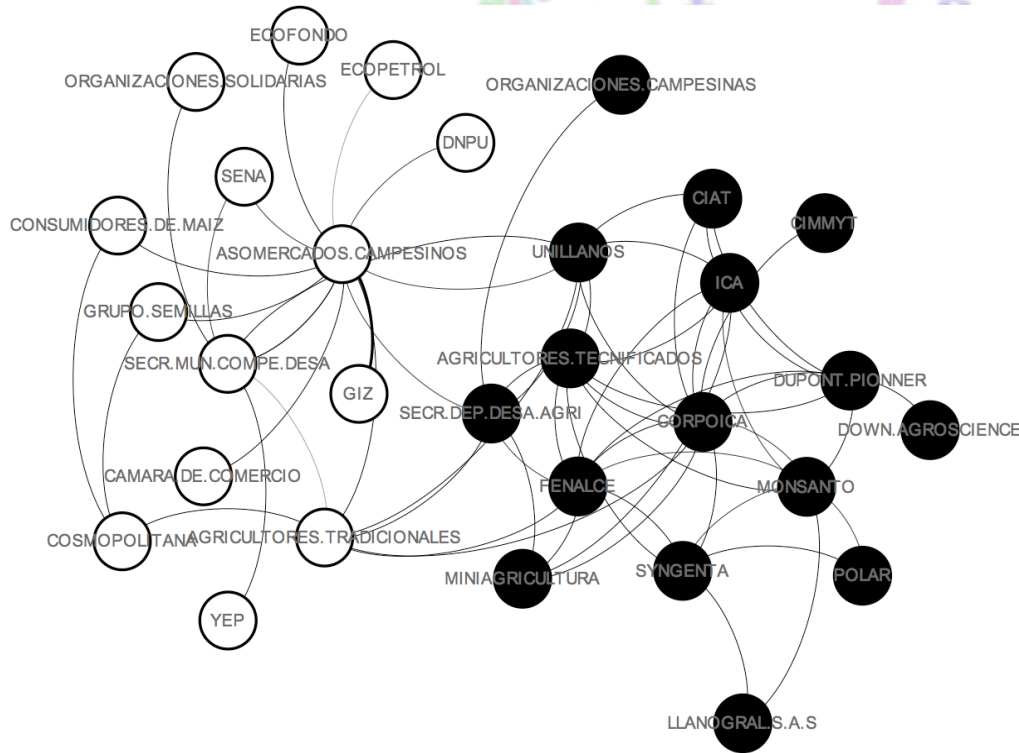 ECOFONDO
ECOPETROL
ORGANIZACIONES.SOLIDARIAS
ORGANIZACIONES.CAMPESINAS
DNPU
SENA
CIAT
CIMMYT
CONSUMIDORES.DE.MAIZ
ASOMERCADOS.CAMPESINOS
UNILLANOS
ICA
GRUPO.SEMILLAS
SECR.MUN.COMPE.DESA
AGRICULTORES.TECNIFICADOS
DUPONT.PIONNER
GIZ
SECR.DEP.DESA.AGRI
CORPOICA
DOWN.AGROSCIENCE
CAMARA.DE.COMERCIO
FENALCE
MONSANTO
COSMOPOLITANA
AGRICULTORES.TRADICIONALES
MINIAGRICULTURA
SYNGENTA
POLAR
YEP
LLANOGRAL.S.A.S